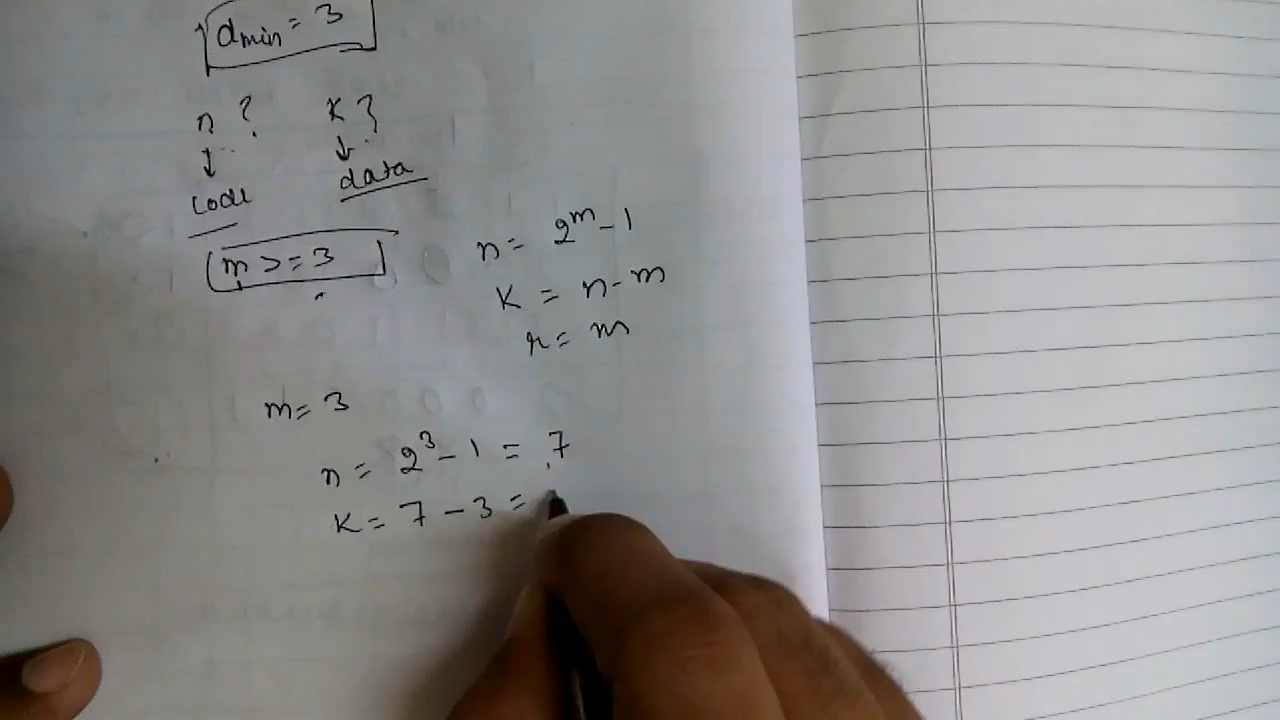 dmin = 3
n ? k ?
↓ ↓
code data
m >= 3
n = 2^m - 1
k = n - m
r = m
m = 3
n = 2^3 - 1 = 7
k = 7 - 3 =